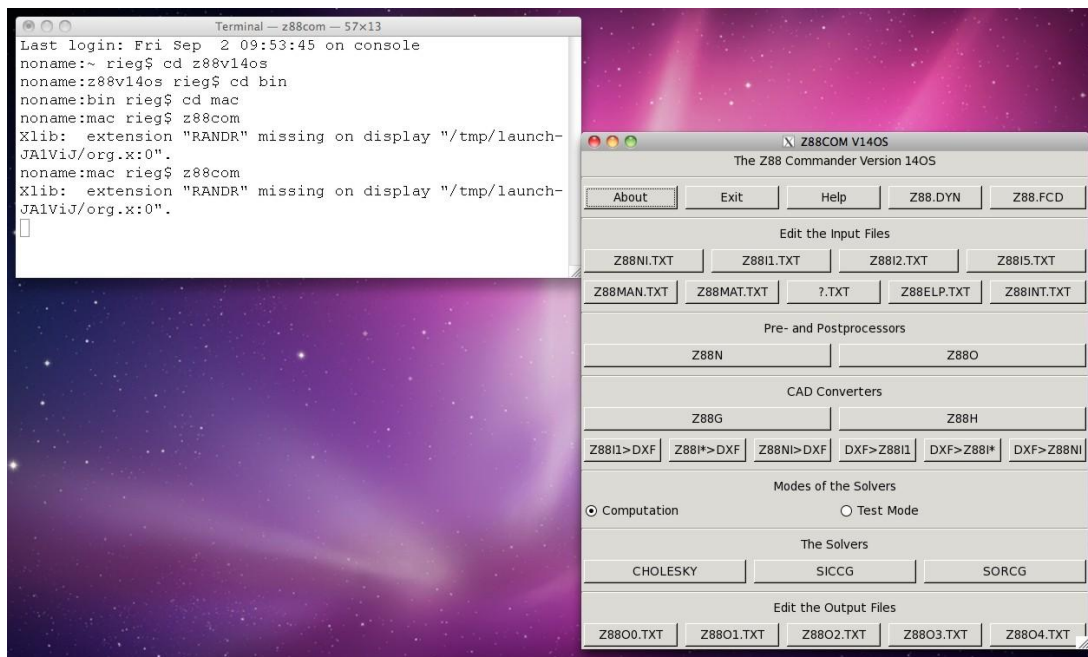 Terminal — z88com — 57×13
Last login: Fri Sep  2 09:53:45 on console
noname:~ rieg$ cd z88v14os
noname:z88v14os rieg$ cd bin
noname:bin rieg$ cd mac
noname:mac rieg$ z88com
Xlib:  extension "RANDR" missing on display "/tmp/launch-
JA1ViJ/org.x:0".
noname:mac rieg$ z88com
Xlib:  extension "RANDR" missing on display "/tmp/launch-
JA1ViJ/org.x:0".
X Z88COM V14OS
The Z88 Commander Version 14OS
About Exit Help Z88.DYN Z88.FCD
Edit the Input Files
Z88NI.TXT Z88I1.TXT Z88I2.TXT Z88I5.TXT
Z88MAN.TXT Z88MAT.TXT ?.TXT Z88ELP.TXT Z88INT.TXT
Pre- and Postprocessors
Z88N Z88O
CAD Converters
Z88G Z88H
Z88I1>DXF Z88I*>DXF Z88NI>DXF DXF>Z88I1 DXF>Z88I* DXF>Z88NI
Modes of the Solvers
Computation Test Mode
The Solvers
CHOLESKY SICCG SORCG
Edit the Output Files
Z88O0.TXT Z88O1.TXT Z88O2.TXT Z88O3.TXT Z88O4.TXT